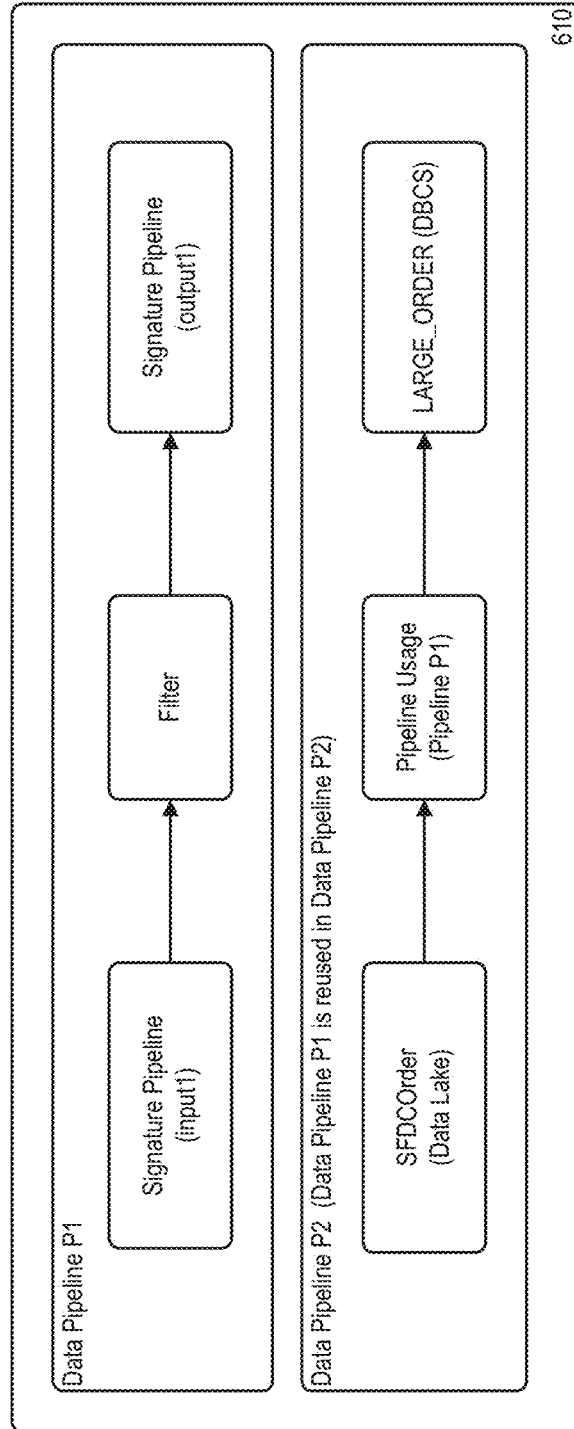 Data Pipeline P1
Signature Pipeline
(input1)
Filter
Signature Pipeline
(output1)
Data Pipeline P2 (Data Pipeline P1 is reused in Data Pipeline P2)
SFDCOrder
(Data Lake)
Pipeline Usage
(Pipeline P1)
LARGE_ORDER (DBCS)
610